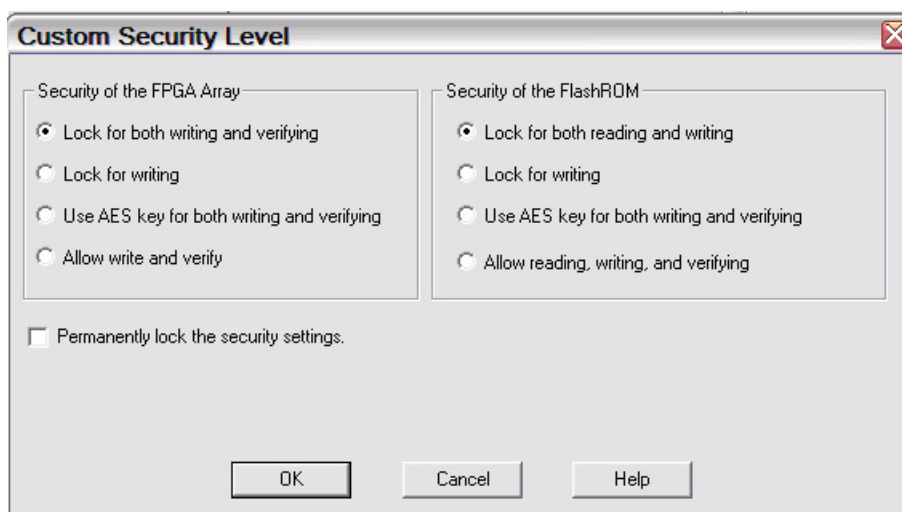 Custom Security Level
Security of the FPGA Array
Lock for both writing and verifying
Lock for writing
Use AES key for both writing and verifying
Allow write and verify
Security of the FlashROM
Lock for both reading and writing
Lock for writing
Use AES key for both writing and verifying
Allow reading, writing, and verifying
Permanently lock the security settings.
OK
Cancel
Help